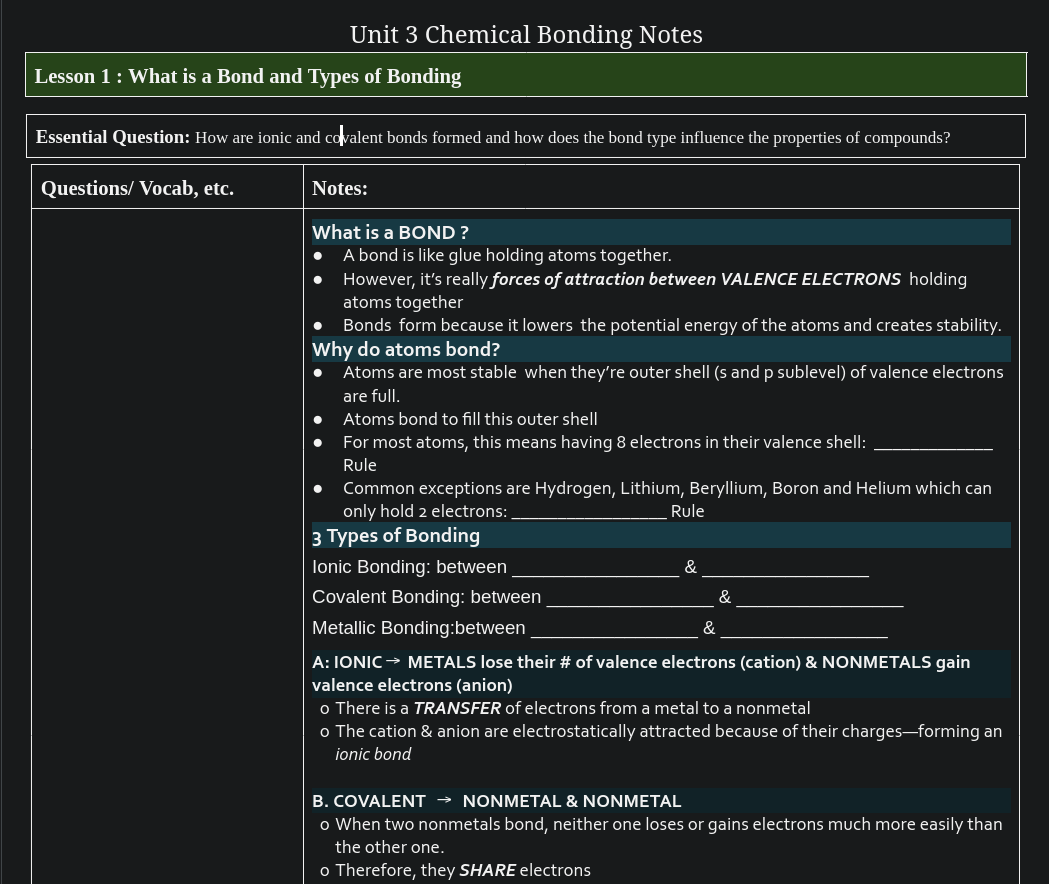 Unit 3 Chemical Bonding Notes
Lesson 1 : What is a Bond and Types of Bonding
Essential Question: How are ionic and covalent bonds formed and how does the bond type influence the properties of compounds?
Questions/ Vocab, etc.
Notes:
What is a BOND ?
● A bond is like glue holding atoms together.
● However, it’s really forces of attraction between VALENCE ELECTRONS holding
atoms together
● Bonds form because it lowers the potential energy of the atoms and creates stability.
Why do atoms bond?
● Atoms are most stable when they’re outer shell (s and p sublevel) of valence electrons
are full.
● Atoms bond to fill this outer shell
● For most atoms, this means having 8 electrons in their valence shell: _____________
Rule
● Common exceptions are Hydrogen, Lithium, Beryllium, Boron and Helium which can
only hold 2 electrons: _________________ Rule
3 Types of Bonding
Ionic Bonding: between ________________ & ________________
Covalent Bonding: between ________________ & ________________
Metallic Bonding:between ________________ & ________________
A: IONIC→ METALS lose their # of valence electrons (cation) & NONMETALS gain
valence electrons (anion)
o There is a TRANSFER of electrons from a metal to a nonmetal
o The cation & anion are electrostatically attracted because of their charges—forming an
ionic bond
B. COVALENT → NONMETAL & NONMETAL
o When two nonmetals bond, neither one loses or gains electrons much more easily than
the other one.
o Therefore, they SHARE electrons